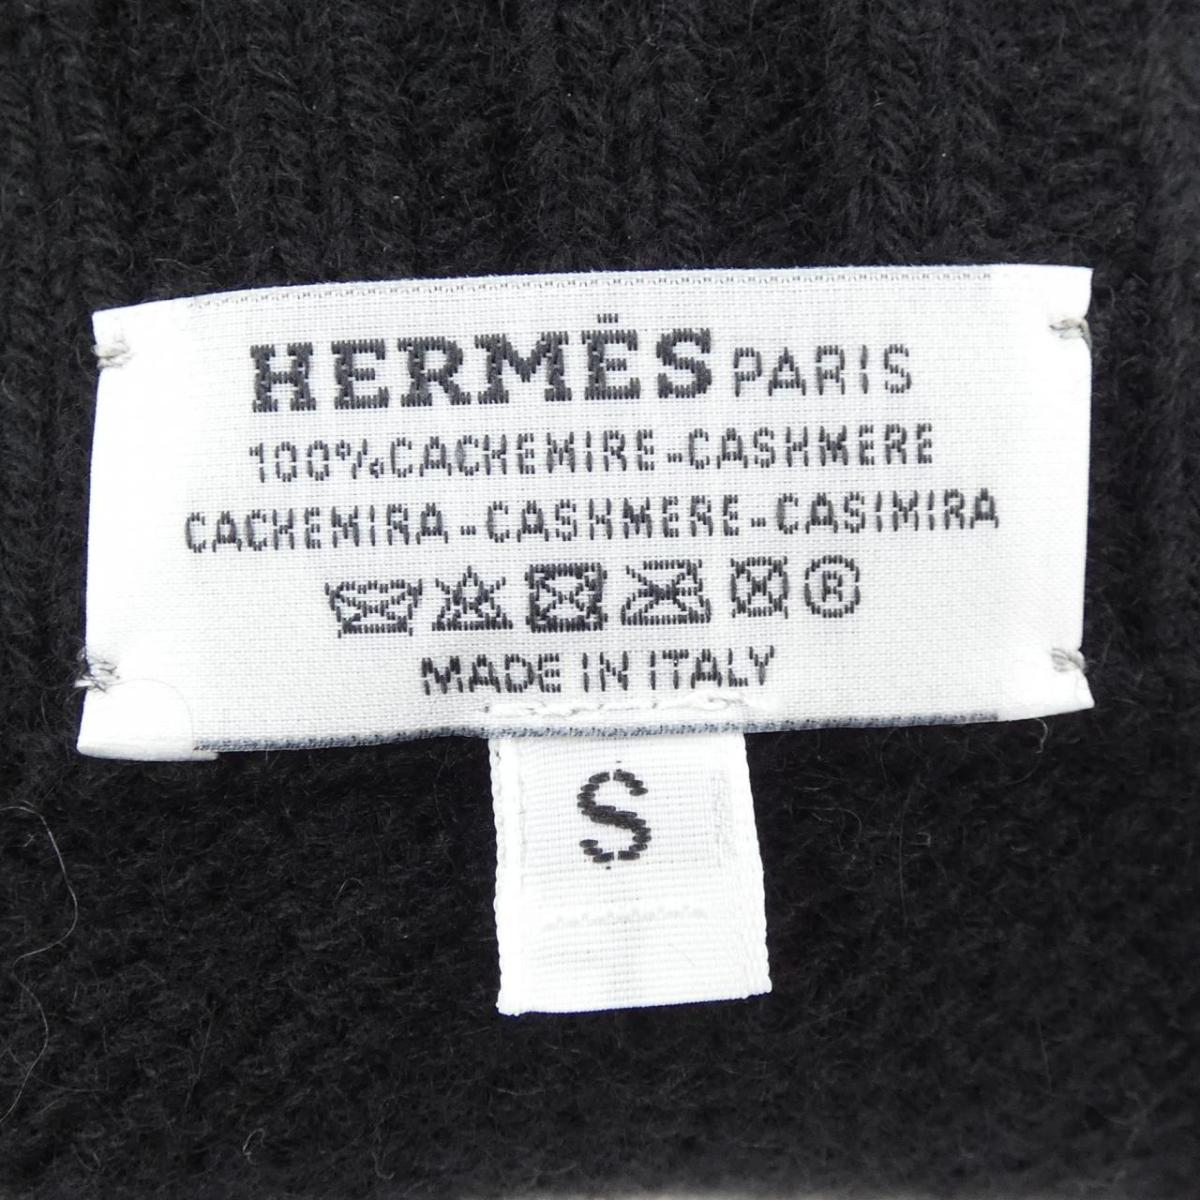 HERMÈS PARIS
100% CACHEMIRE-CASHMERE
CACHEMIRA-CASHMERE-CASIMIRA
®
MADE IN ITALY
S